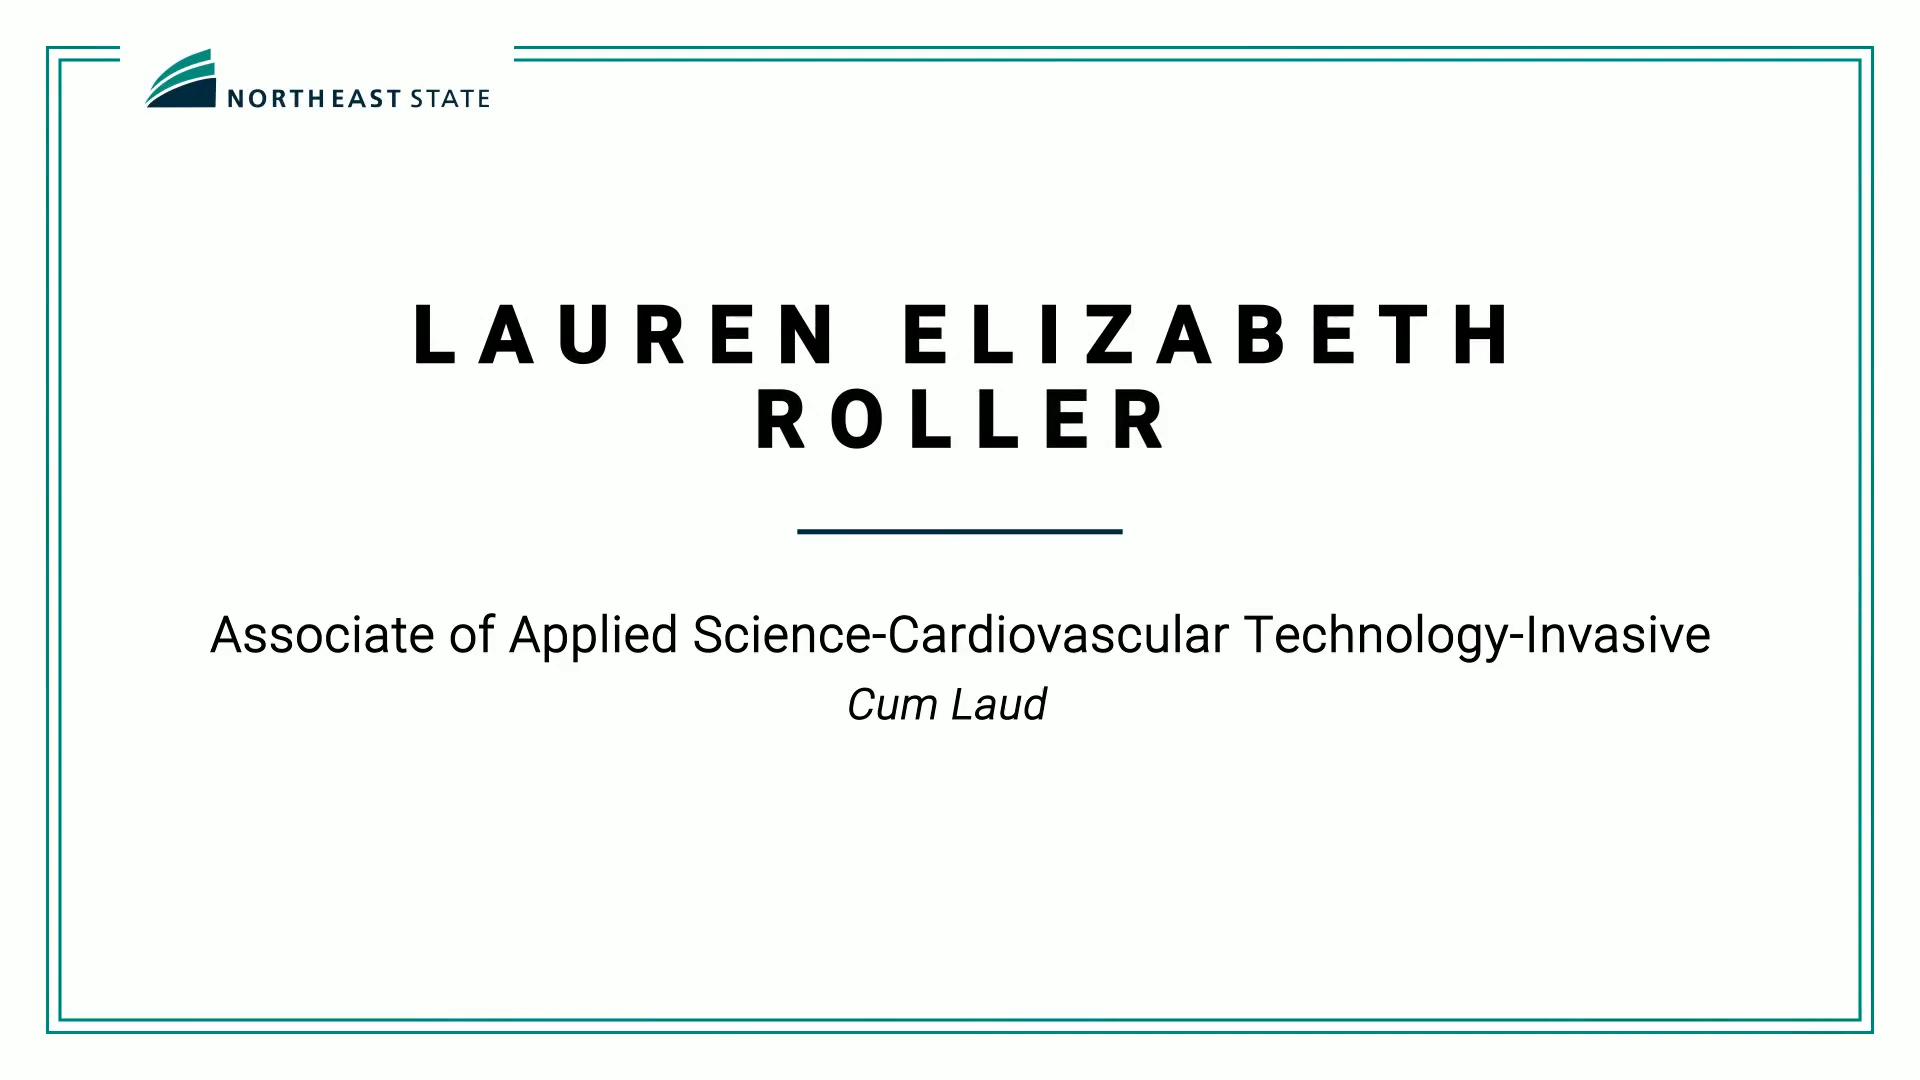 NORTHEAST STATE
LAUREN ELIZABETH
ROLLER
Associate of Applied Science-Cardiovascular Technology-Invasive
Cum Laud